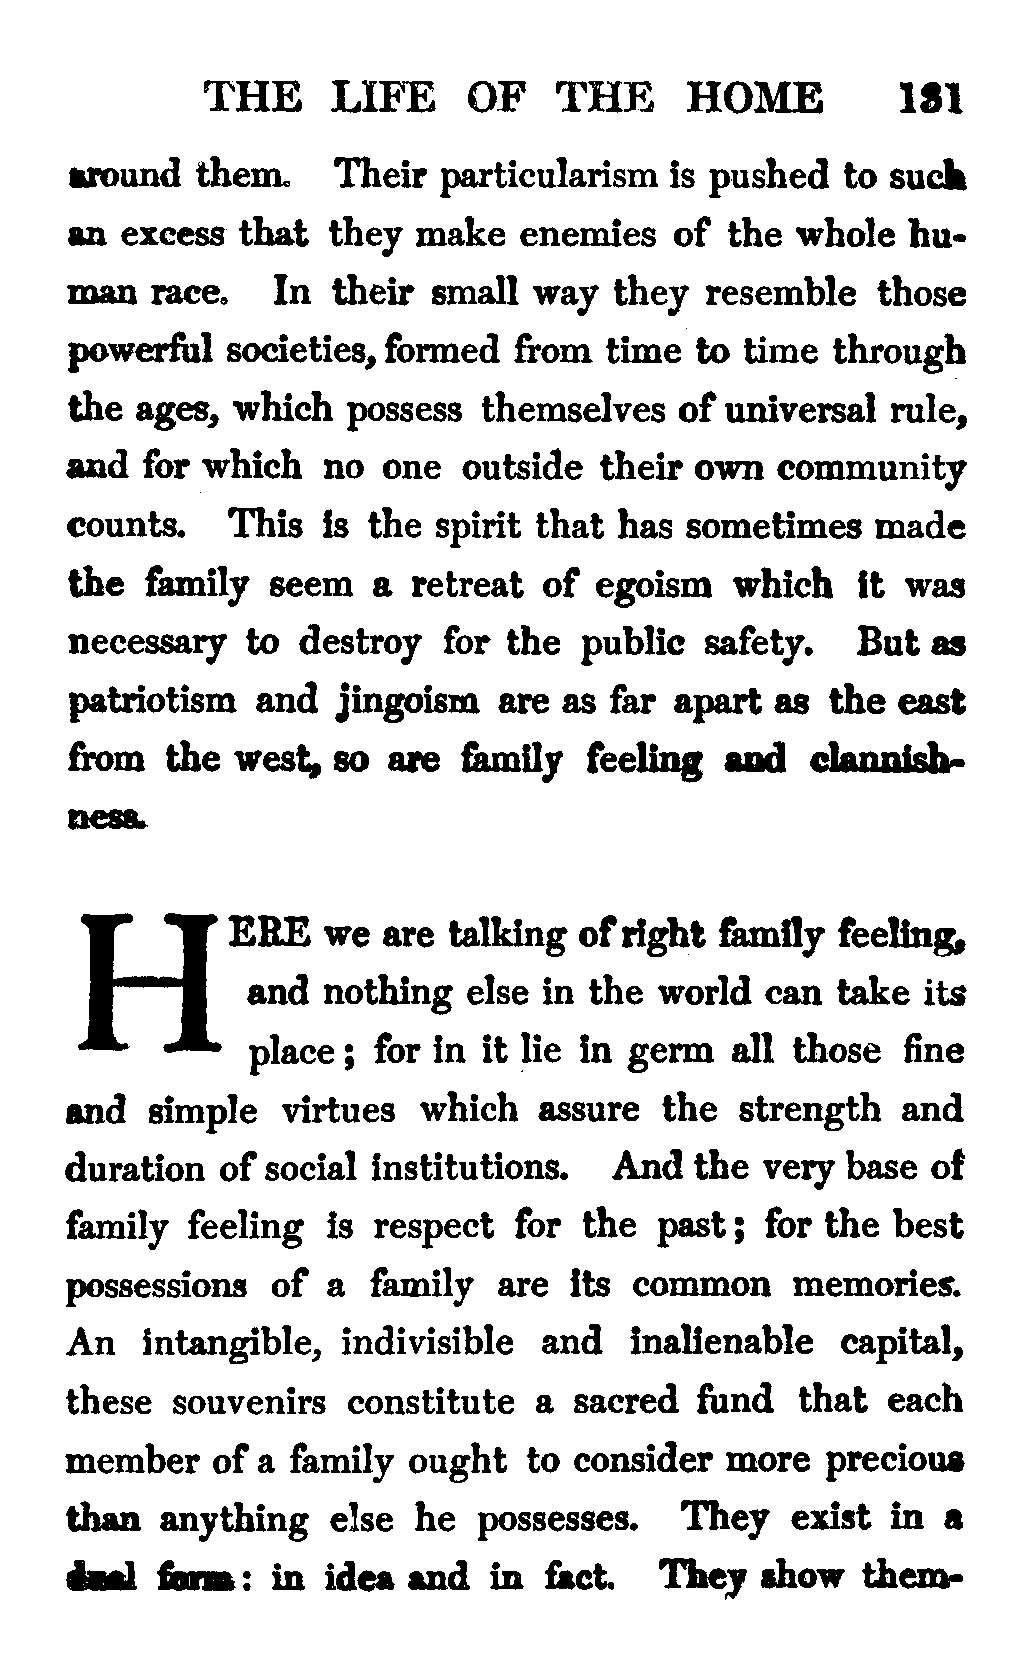 THE LIFE OF THE HOME 131
around them. Their particularism is pushed to such
an excess that they make enemies of the whole hu-
man race. In their small way they resemble those
powerful societies, formed from time to time through
the ages, which possess themselves of universal rule,
and for which no one outside their own community
counts. This is the spirit that has sometimes made
the family seem a retreat of egoism which it was
necessary to destroy for the public safety. But as
patriotism and jingoism are as far apart as the east
from the west, so are family feeling and clannish-
ness.
HERE we are talking of right family feeling,
and nothing else in the world can take its
place; for in it lie in germ all those fine
and simple virtues which assure the strength and
duration of social institutions. And the very base of
family feeling is respect for the past; for the best
possessions of a family are its common memories.
An intangible, indivisible and inalienable capital,
these souvenirs constitute a sacred fund that each
member of a family ought to consider more precious
than anything else he possesses. They exist in a
dual form: in idea and in fact. They show them-